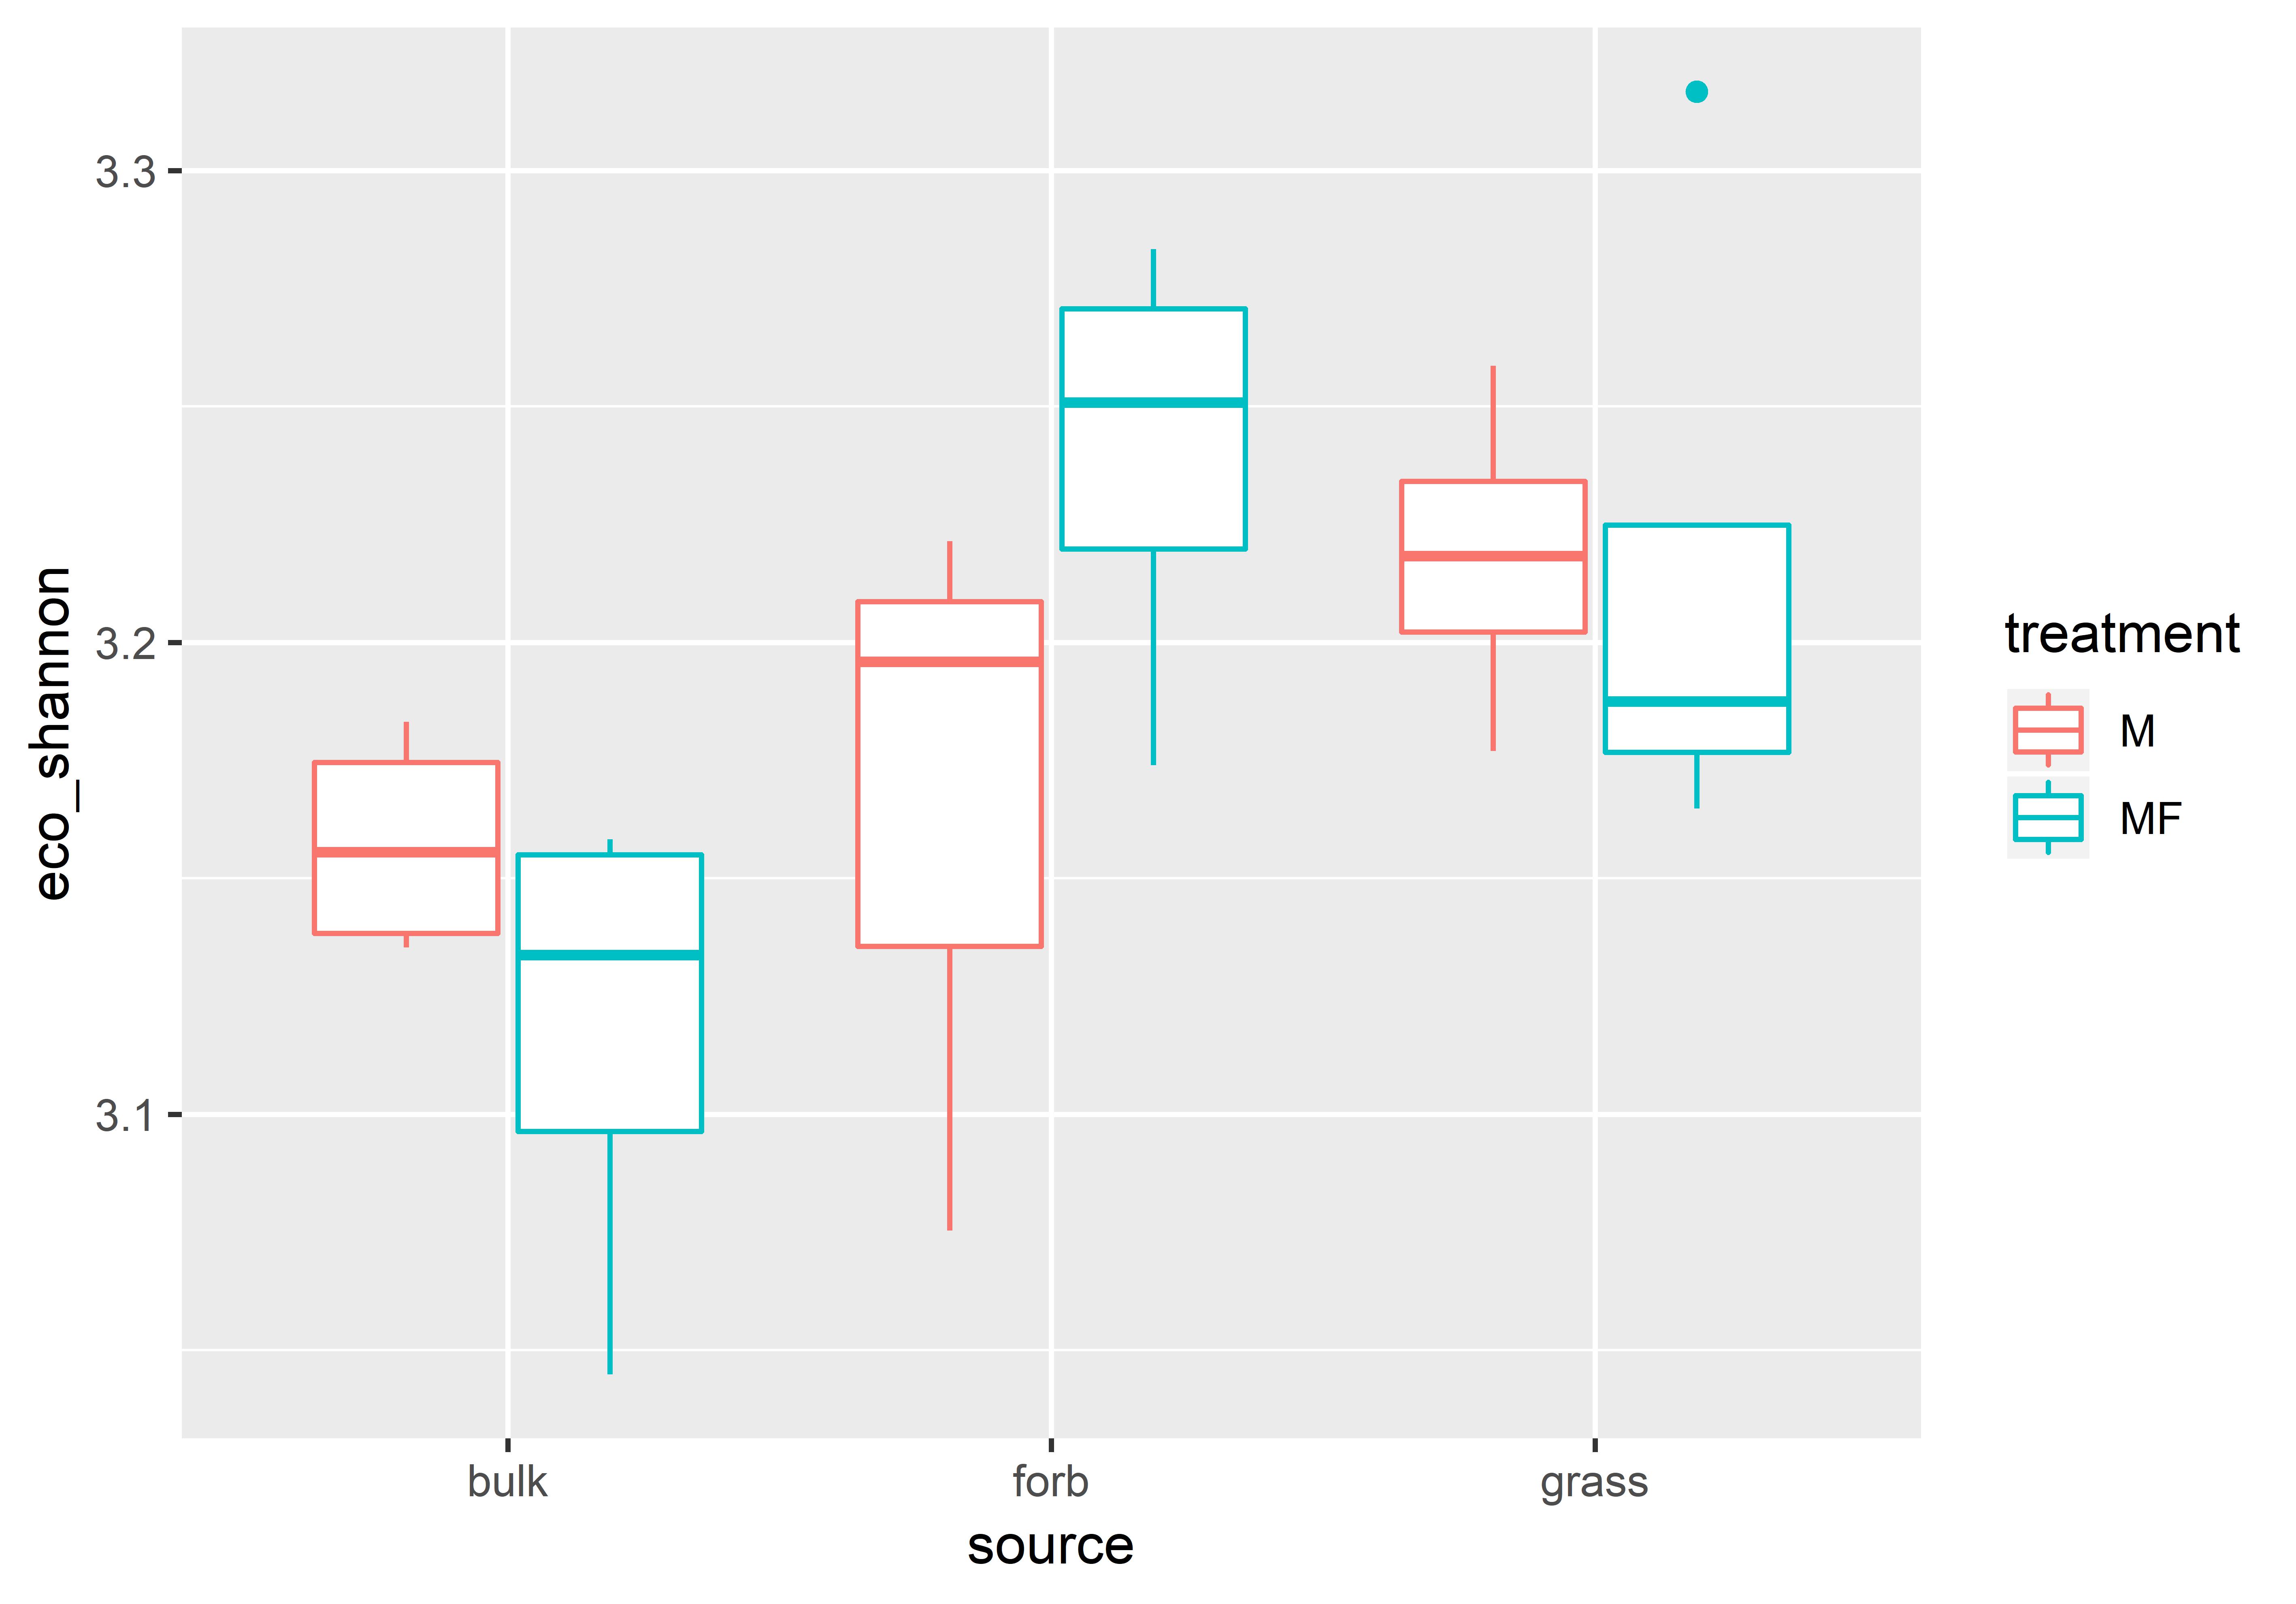 eco_shannon
3.3
3.2
3.1
bulk
forb
grass
source
treatment
M
MF